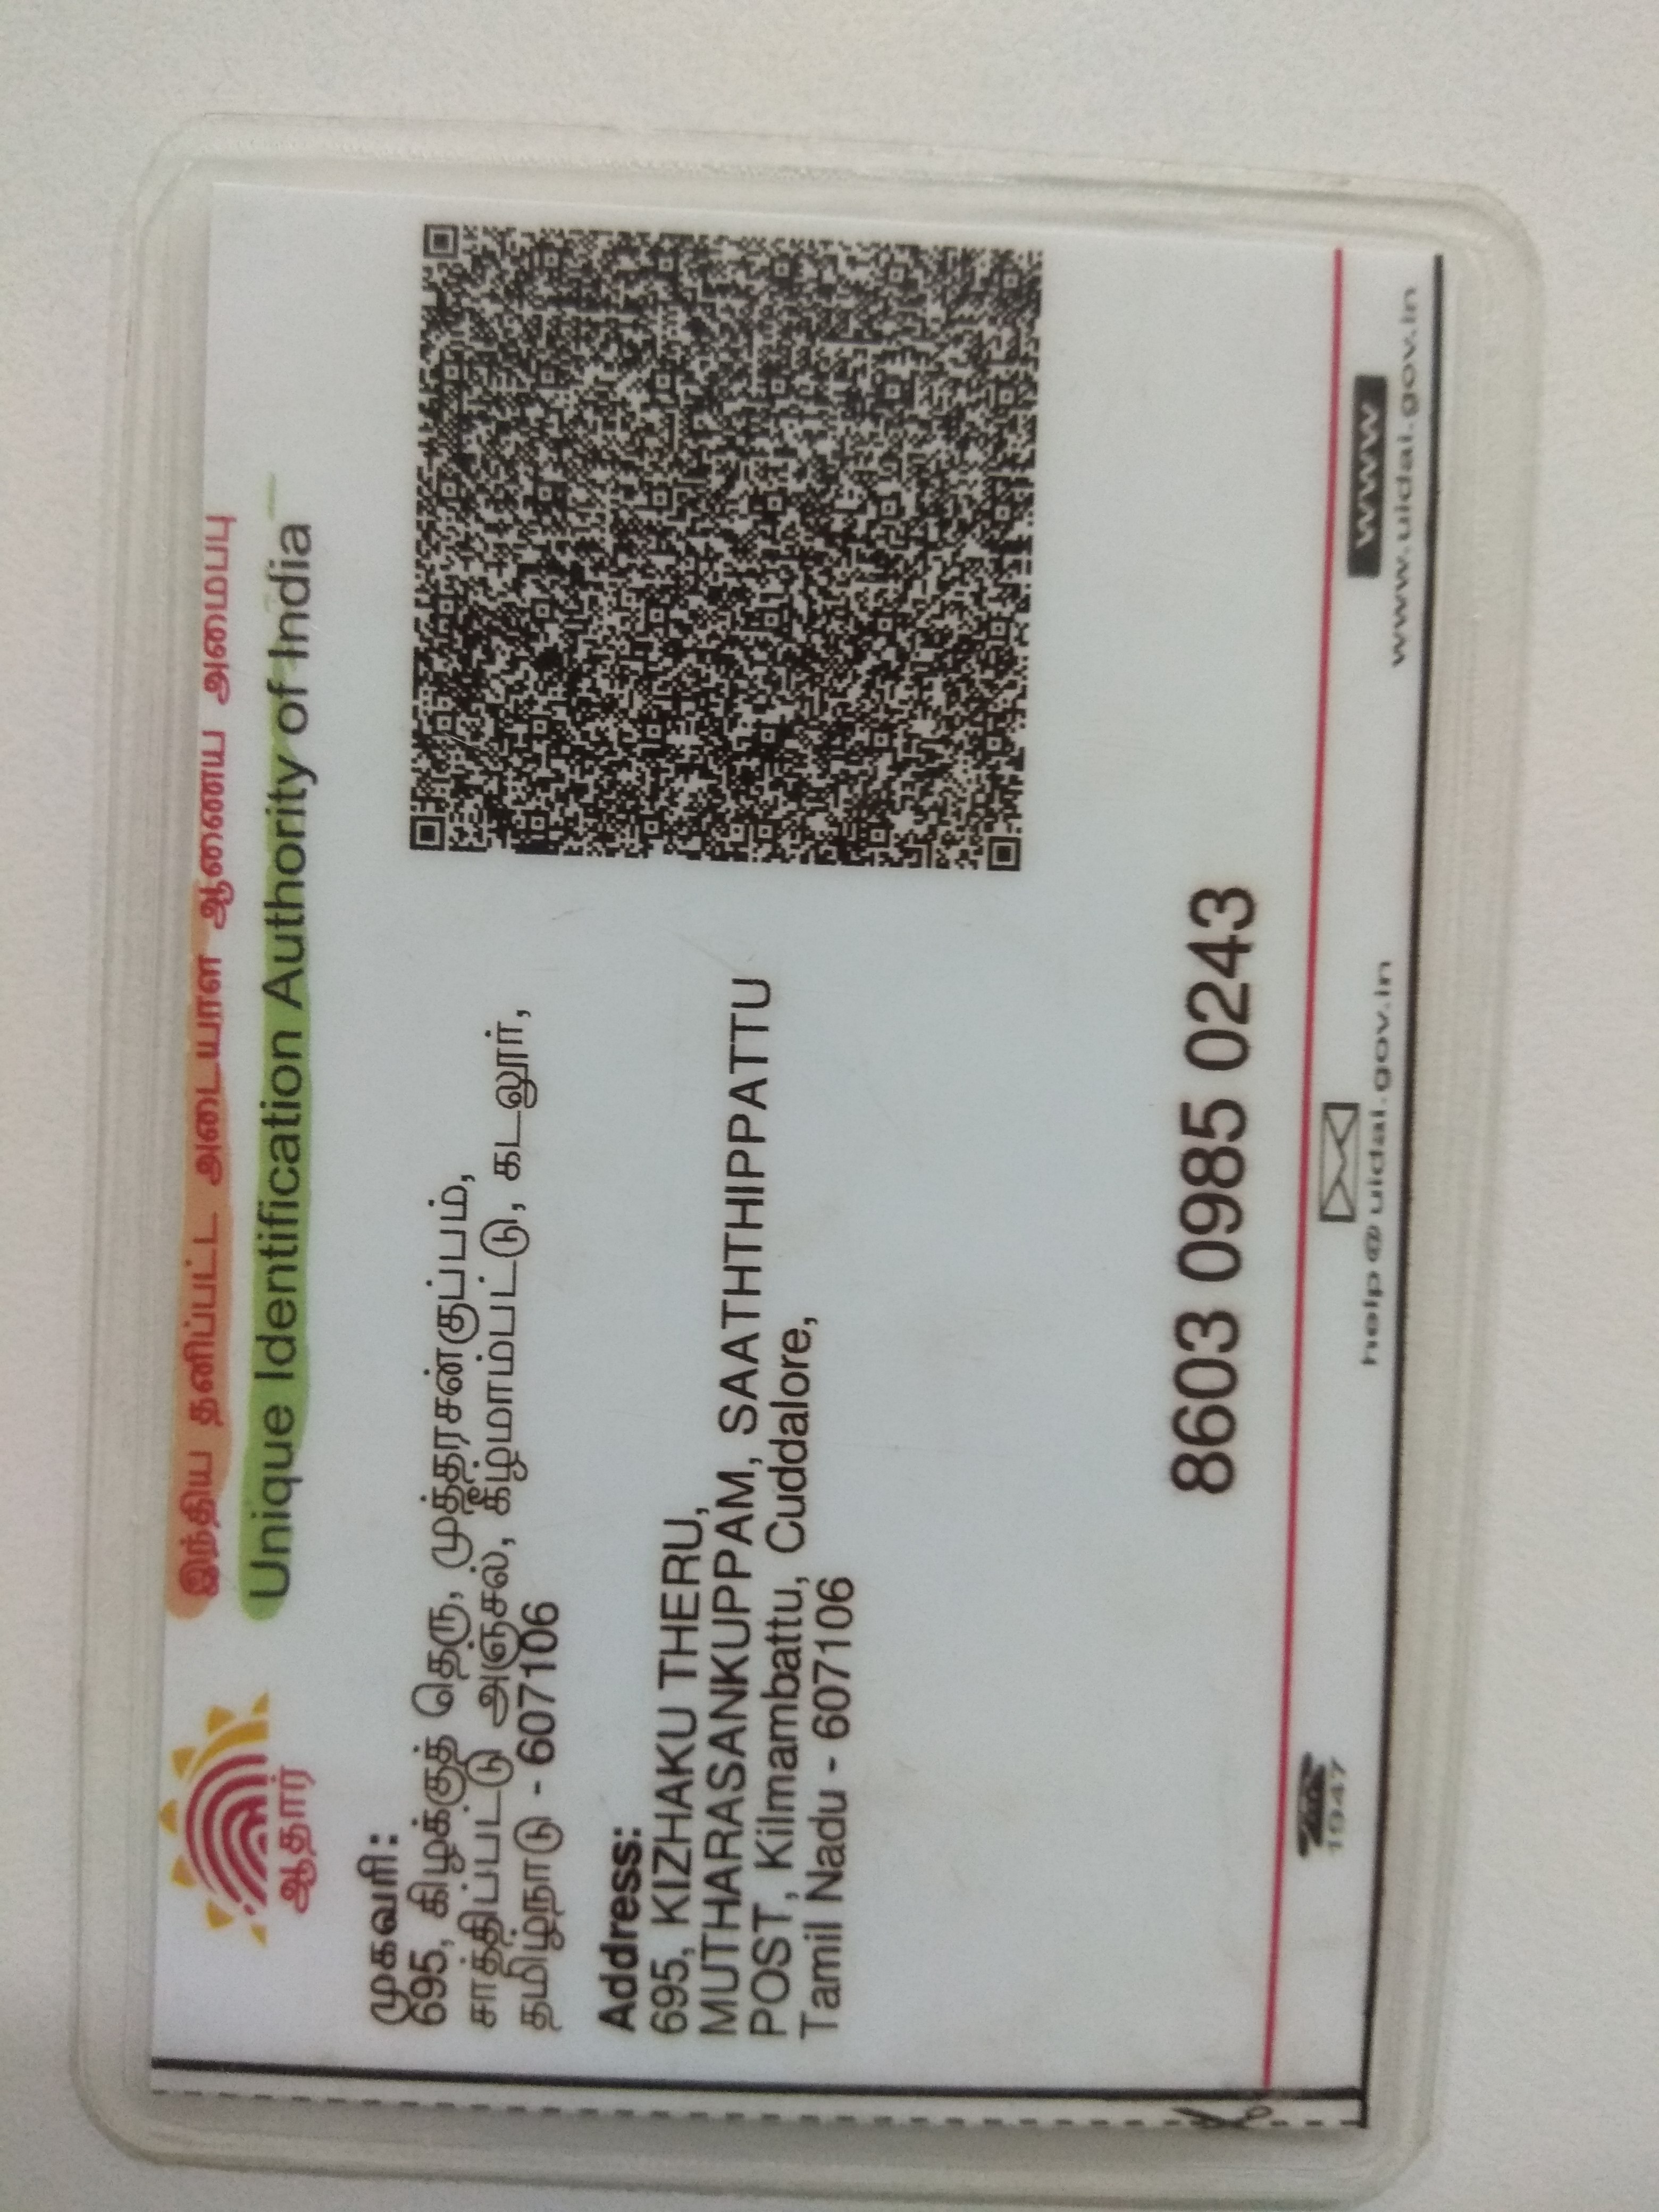 இந்திய தனிப்பட்ட அடையாள ஆணைய அமைப்பு
Unique Identification Authority of India
ஆதார்
முகவரி:
695, கிழக்குத் தெரு, முத்தரசன்குப்பம்,
சாத்திப்பட்டு அஞ்சல், கீழ்மாம்பட்டு, கடலூர்,
தமிழ்நாடு - 607106
Address:
695, KIZHAKU THERU,
MUTHARASANKUPPAM, SAATHTHIPPATTU
POST, Kilmambattu, Cuddalore,
Tamil Nadu - 607106
8603 0985 0243
1947
help@uidai.gov.in
www
www.uidai.gov.in